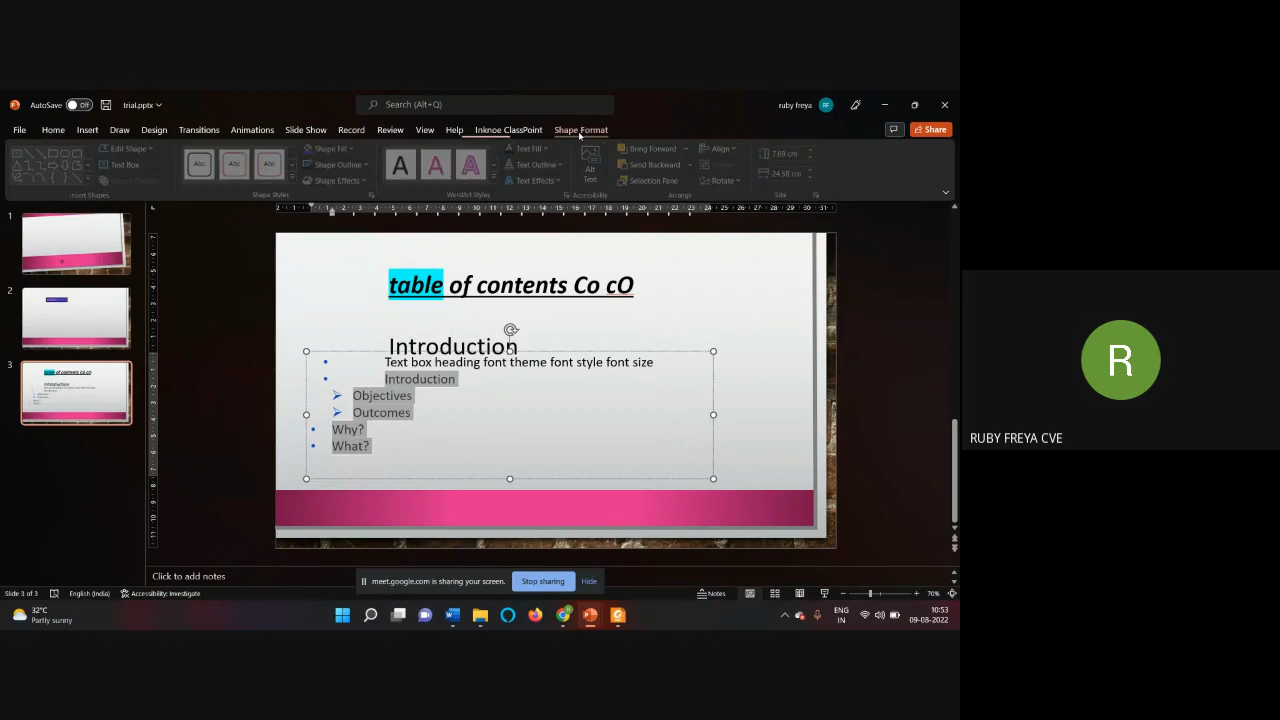 AutoSave Off trial.pptx Search (Alt+Q) ruby freya RF
File Home Insert Draw Design Transitions Animations Slide Show Record Review View Help Inknoe ClassPoint Shape Format Share
Edit Shape
Text Box
Insert Shapes
Abc Abc Abc
Shape Fill
Shape Outline
Shape Effects
Shape Styles
A A A
Text Fill
Text Outline
Text Effects
WordArt Styles
Alt
Text
Accessibility
Bring Forward
Send Backward
Selection Pane
Align
Rotate
Arrange
7.69 cm
24.58 cm
Size
1
2
3
table of contents Co cO
Introduction
Text box heading font theme font style font size
Introduction
Objectives
Outcomes
Why?
What?
Click to add notes
meet.google.com is sharing your screen. Stop sharing Hide
Slide 3 of 3 English (India) Accessibility: Investigate Notes 70%
32°C
Partly sunny
ENG
IN
10:53
09-08-2022
R
RUBY FREYA CVE